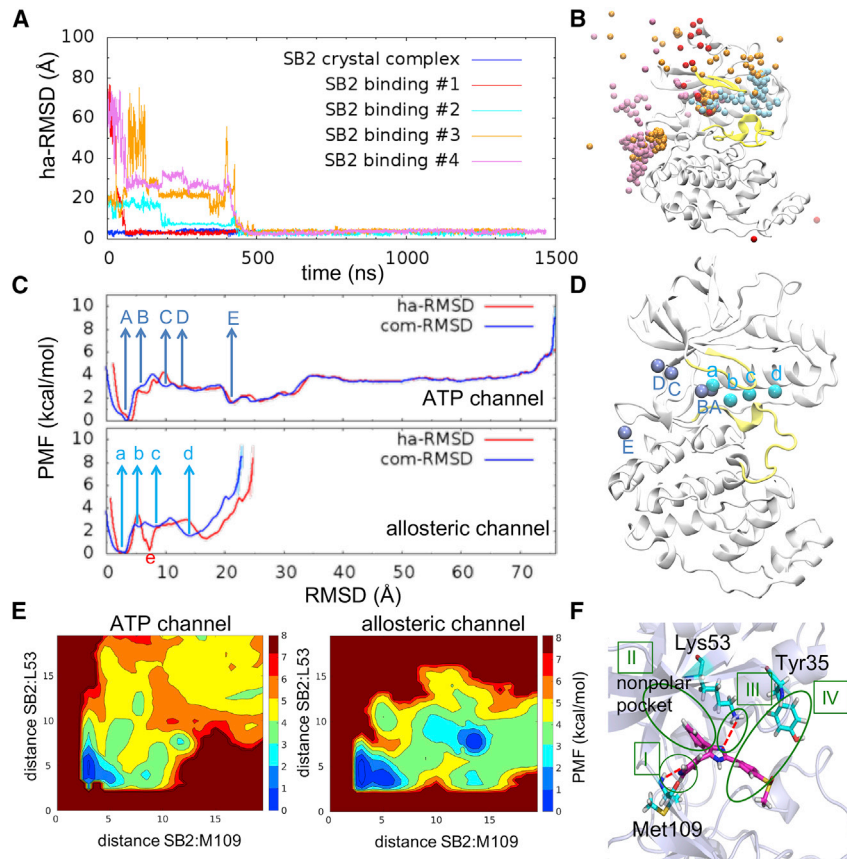 A
100
80
60
40
20
0
ha-RMSD (Å)
SB2 crystal complex
SB2 binding #1
SB2 binding #2
SB2 binding #3
SB2 binding #4
0
500
1000
1500
time (ns)
B
C
10
8
6
4
2
0
A B C D E
ha-RMSD
com-RMSD
ATP channel
10
8
6
4
2
0
a b c d
e
ha-RMSD
com-RMSD
allosteric channel
PMF (kcal/mol)
0 10 20 30 40 50 60 70
RMSD (Å)
D
a b c d
D C
BA
E
E
ATP channel
distance SB2:L53
15
10
5
0
0 5 10 15
distance SB2:M109
8
7
6
5
4
3
2
1
0
allosteric channel
distance SB2:L53
15
10
5
0
0 5 10 15
distance SB2:M109
8
7
6
5
4
3
2
1
0
PMF (kcal/mol)
F
Lys53
Tyr35
II
nonpolar
pocket
III
IV
I
Met109